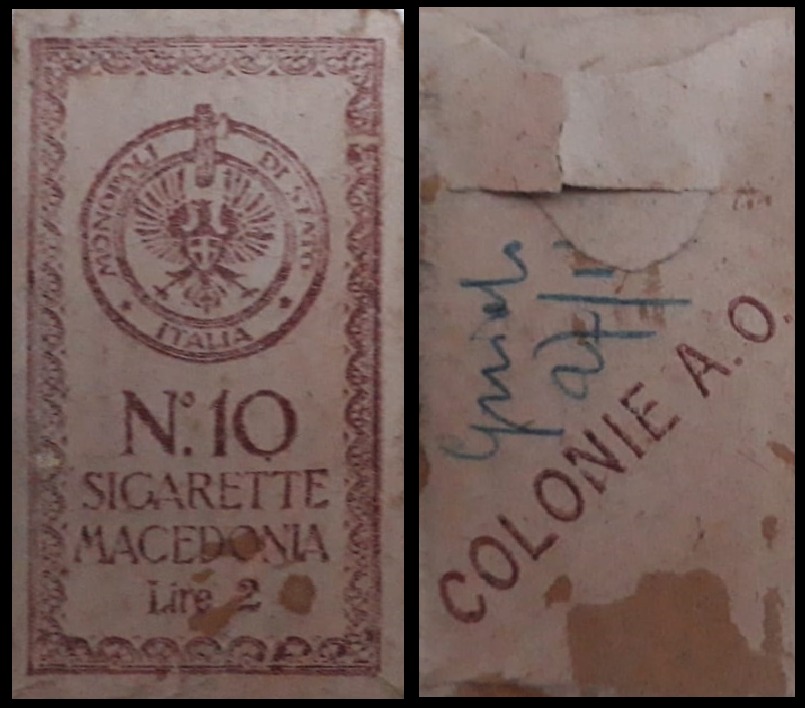 MONOPOLI DI STATO
ITALIA
N.º 10
SIGARETTE
MACEDONIA
Lire 2
COLONIE A.O.